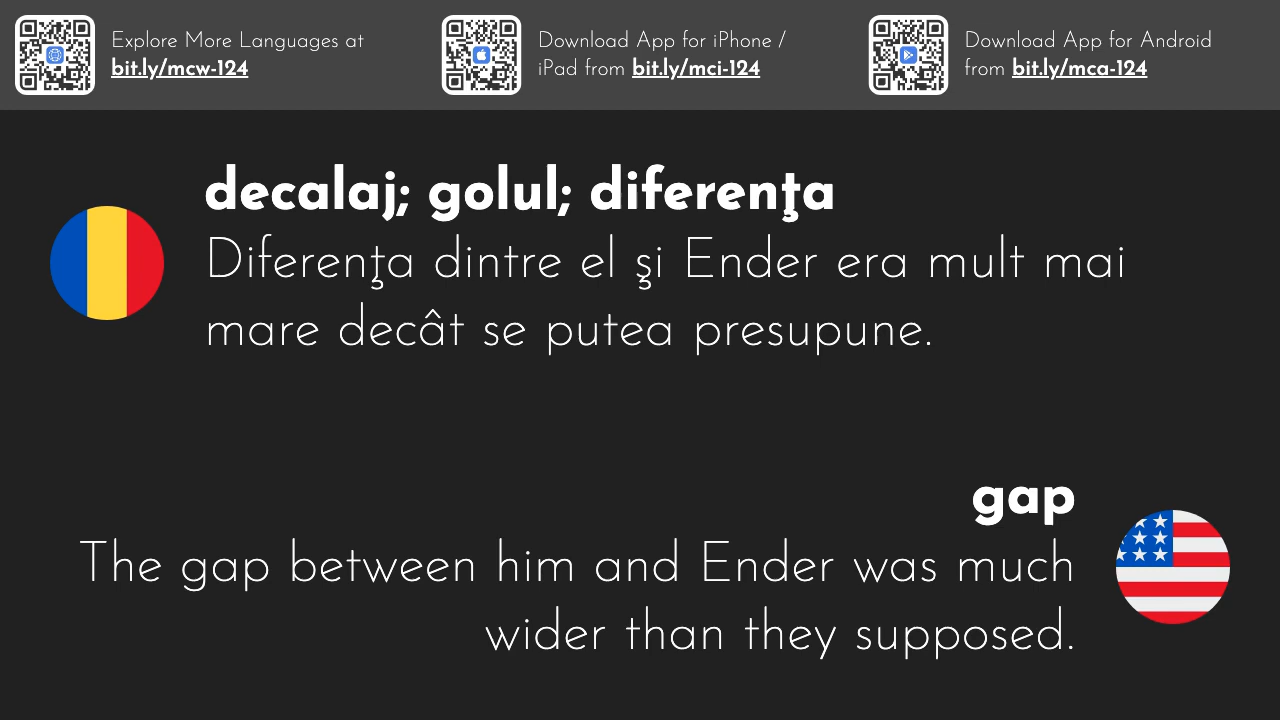 Explore More Languages at
bit.ly/mcw-124
Download App for iPhone /
iPad from bit.ly/mci-124
Download App for Android
from bit.ly/mca-124
decalaj; golul; diferenţa
Diferenţa dintre el şi Ender era mult mai
mare decât se putea presupune.
gap
The gap between him and Ender was much
wider than they supposed.